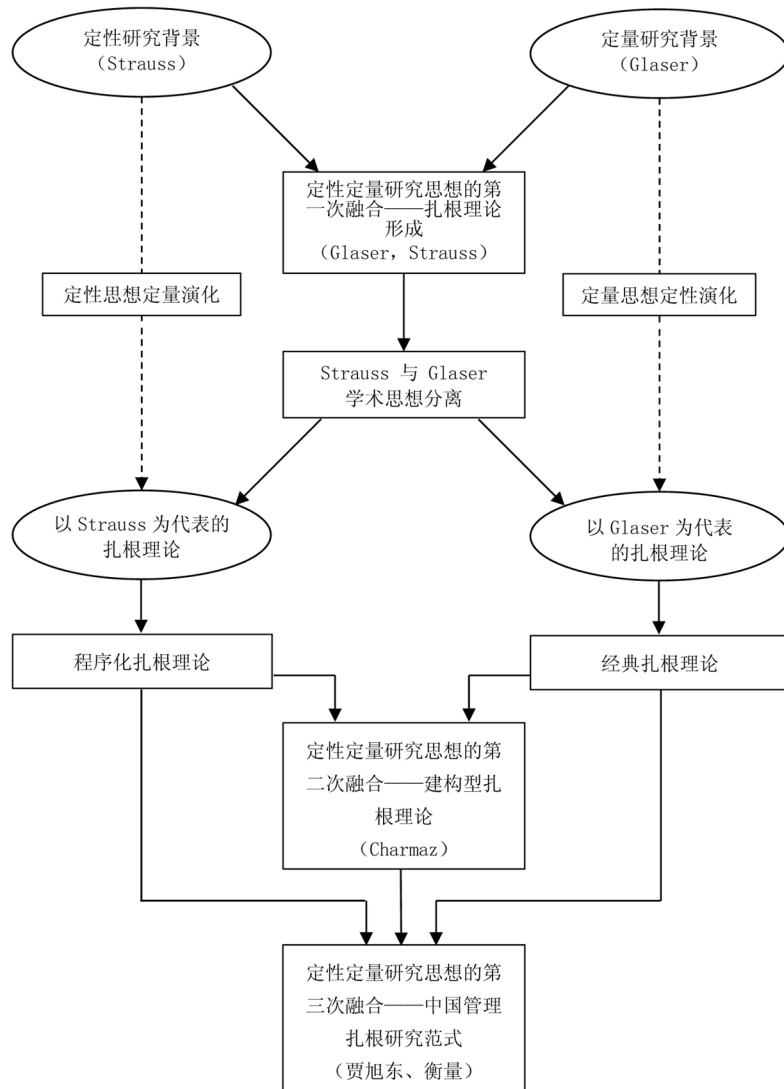 定性研究背景
（Strauss）
定量研究背景
（Glaser）
定性定量研究思想的第
一次融合——扎根理论
形成
（Glaser，Strauss）
定性思想定量演化
定量思想定性演化
Strauss 与 Glaser
学术思想分离
以 Strauss 为代表的
扎根理论
以 Glaser 为代表
的扎根理论
程序化扎根理论
经典扎根理论
定性定量研究思想的第
二次融合——建构型扎
根理论
（Charmaz）
定性定量研究思想的第
三次融合——中国管理
扎根研究范式
（贾旭东、衡量）